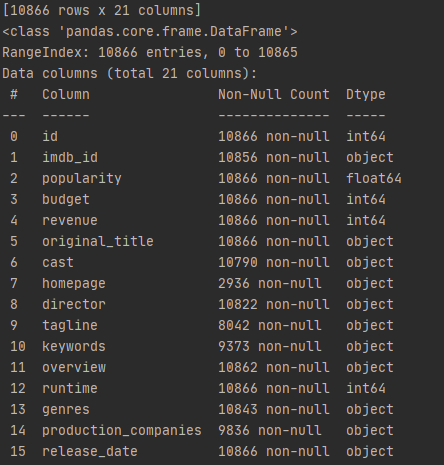 [10866 rows x 21 columns]
<class 'pandas.core.frame.DataFrame'>
RangeIndex: 10866 entries, 0 to 10865
Data columns (total 21 columns):
 #   Column                Non-Null Count  Dtype
---  ------                --------------  -----
 0   id                    10866 non-null  int64
 1   imdb_id               10856 non-null  object
 2   popularity            10866 non-null  float64
 3   budget                10866 non-null  int64
 4   revenue               10866 non-null  int64
 5   original_title        10866 non-null  object
 6   cast                  10790 non-null  object
 7   homepage              2936 non-null   object
 8   director              10822 non-null  object
 9   tagline               8042 non-null   object
 10  keywords              9373 non-null   object
 11  overview              10862 non-null  object
 12  runtime               10866 non-null  int64
 13  genres                10843 non-null  object
 14  production_companies  9836 non-null   object
 15  release_date          10866 non-null  object